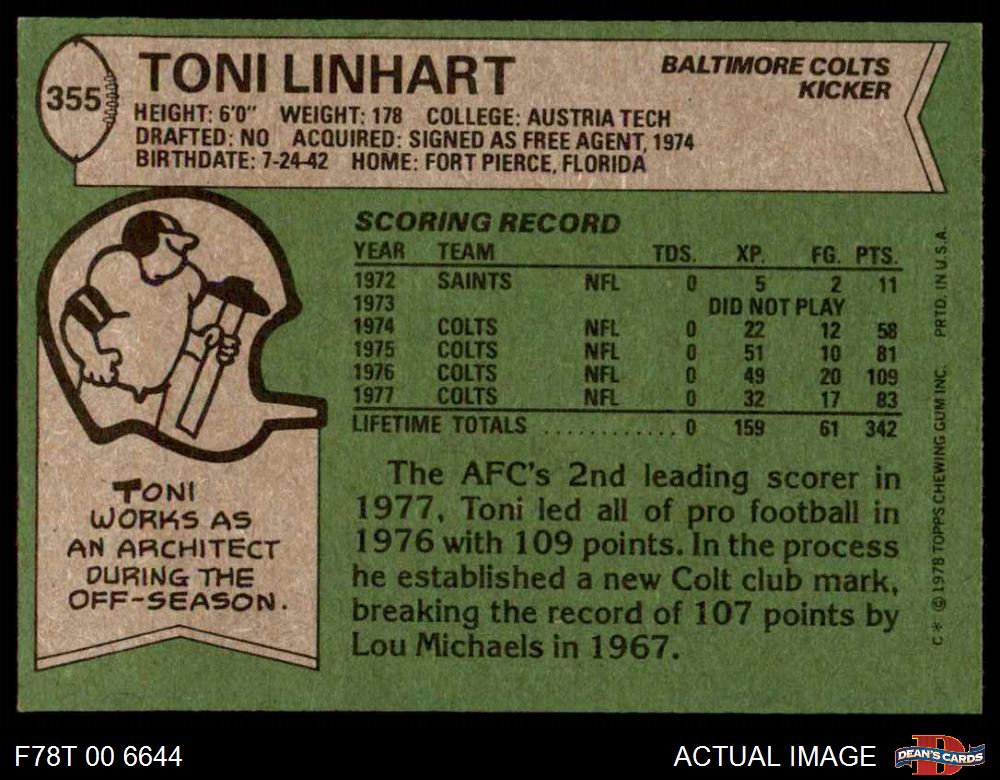 355
TONI LINHART
BALTIMORE COLTS
KICKER
HEIGHT: 6'0" WEIGHT: 178 COLLEGE: AUSTRIA TECH
DRAFTED: NO ACQUIRED: SIGNED AS FREE AGENT, 1974
BIRTHDATE: 7-24-42 HOME: FORT PIERCE, FLORIDA
SCORING RECORD
YEAR TEAM TDS. XP. FG. PTS.
1972 SAINTS NFL 0 5 2 11
1973 DID NOT PLAY
1974 COLTS NFL 0 22 12 58
1975 COLTS NFL 0 51 10 81
1976 COLTS NFL 0 49 20 109
1977 COLTS NFL 0 32 17 83
LIFETIME TOTALS ............ 0 159 61 342
The AFC's 2nd leading scorer in
1977, Toni led all of pro football in
1976 with 109 points. In the process
he established a new Colt club mark,
breaking the record of 107 points by
Lou Michaels in 1967.
TONI
WORKS AS
AN ARCHITECT
DURING THE
OFF-SEASON.
C * © 1978 TOPPS CHEWING GUM INC. PRTD. IN U.S.A.
F78T 00 6644
ACTUAL IMAGE
D
DEAN'S CARDS